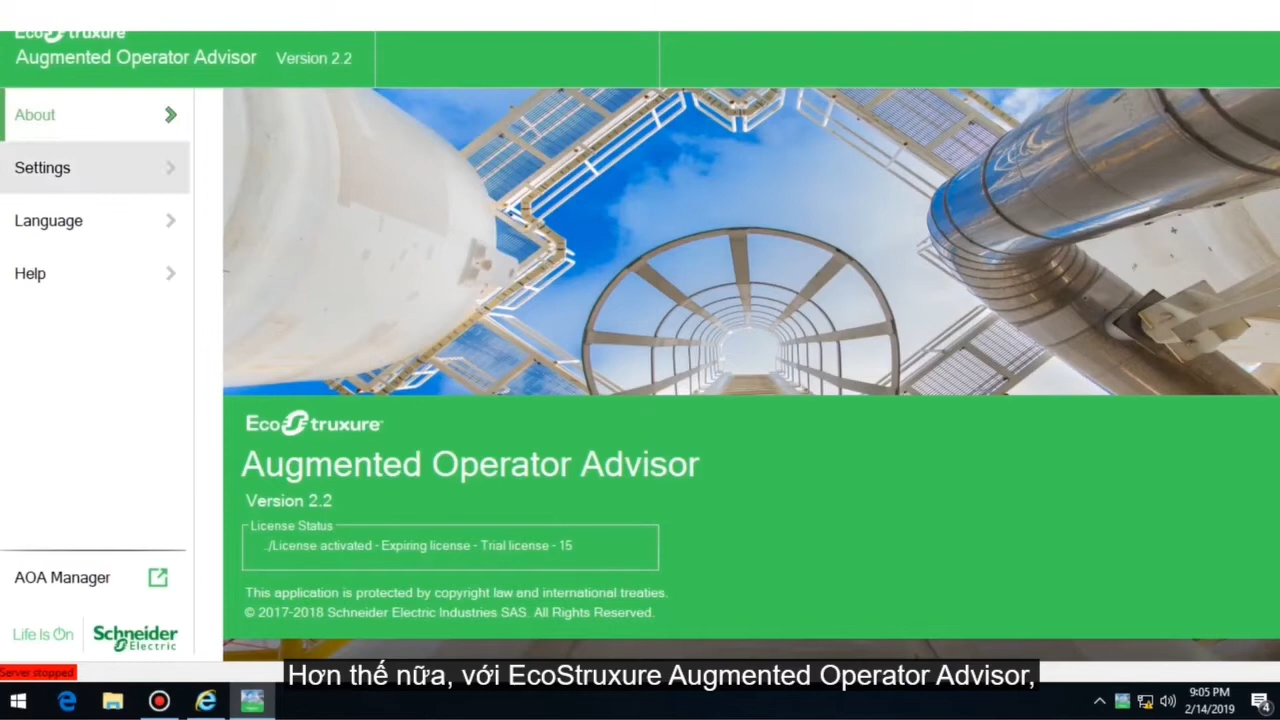 EcoStruxure
Augmented Operator Advisor Version 2.2
About
Settings
Language
Help
EcoStruxure™
Augmented Operator Advisor
Version 2.2
License Status
../License activated - Expiring license - Trial license - 15
This application is protected by copyright law and international treaties.
© 2017-2018 Schneider Electric Industries SAS. All Rights Reserved.
AOA Manager
Life Is On
Schneider
Electric
Server stopped
Hơn thế nữa, với EcoStruxure Augmented Operator Advisor,
9:05 PM
2/14/2019
4